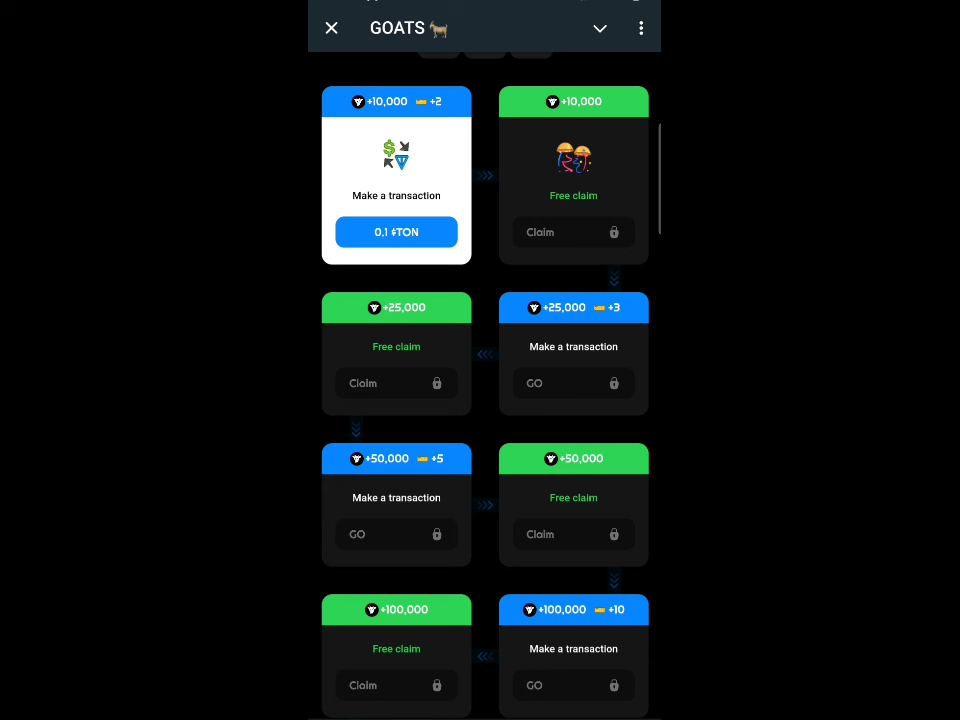 GOATS
+10,000 +2
+10,000
Make a transaction
Free claim
0.1 $TON
Claim
+25,000
+25,000 +3
Free claim
Make a transaction
Claim
GO
+50,000 +5
+50,000
Make a transaction
Free claim
GO
Claim
+100,000
+100,000 +10
Free claim
Make a transaction
Claim
GO